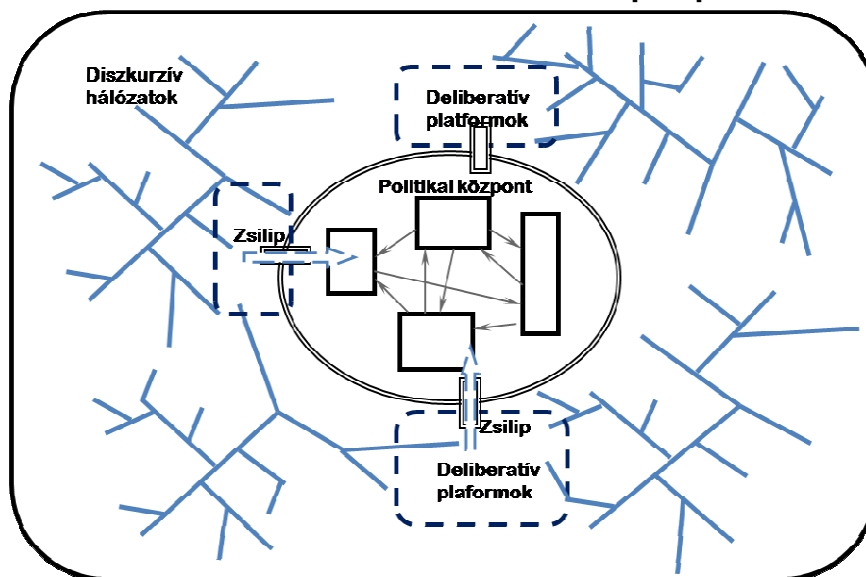 Diszkurzív
hálózatok
Deliberatív
platformok
Politikai központ
Zsilip
Zsilip
Deliberatív
plaformok